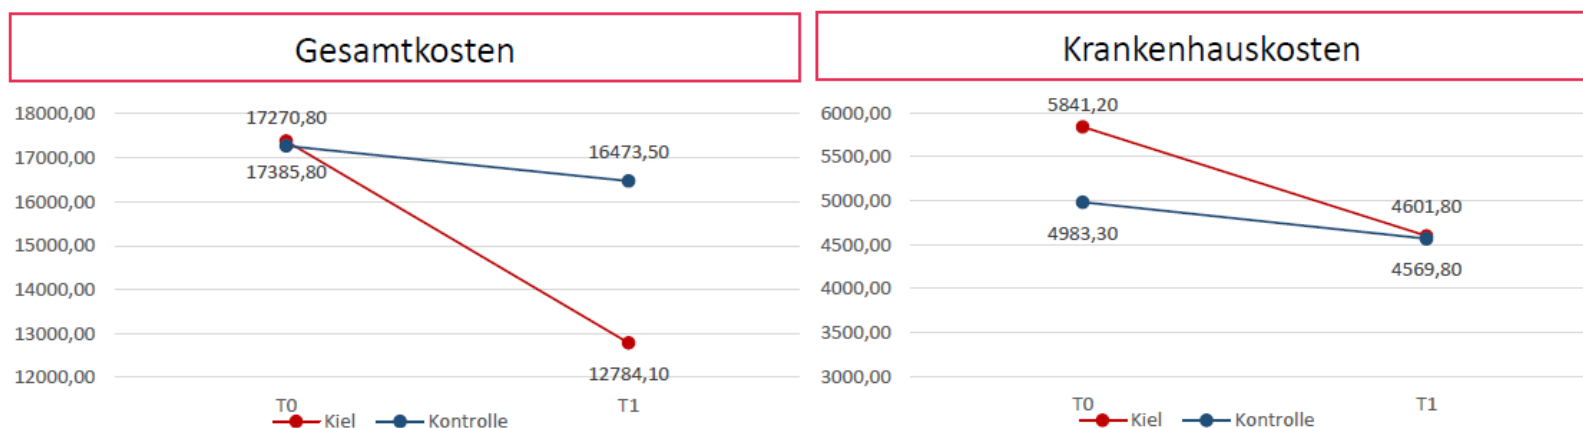 Gesamtkosten
18000,00
17000,00
16000,00
15000,00
14000,00
13000,00
12000,00
17270,80
17385,80
16473,50
12784,10
T0
T1
Kiel
Kontrolle
Krankenhauskosten
6000,00
5500,00
5000,00
4500,00
4000,00
3500,00
3000,00
5841,20
4983,30
4601,80
4569,80
T0
T1
Kiel
Kontrolle